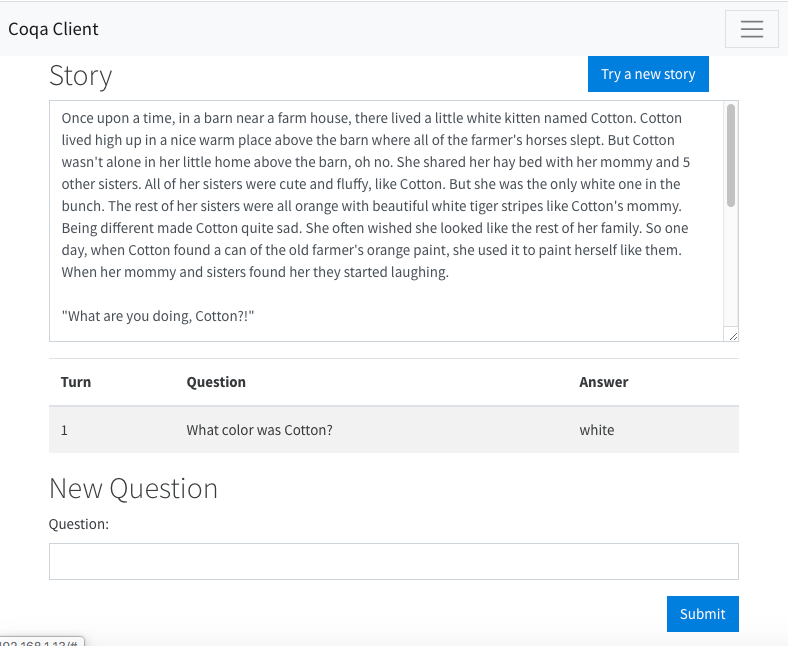 Coqa Client
Story
Try a new story
Once upon a time, in a barn near a farm house, there lived a little white kitten named Cotton. Cotton
lived high up in a nice warm place above the barn where all of the farmer's horses slept. But Cotton
wasn't alone in her little home above the barn, oh no. She shared her hay bed with her mommy and 5
other sisters. All of her sisters were cute and fluffy, like Cotton. But she was the only white one in the
bunch. The rest of her sisters were all orange with beautiful white tiger stripes like Cotton's mommy.
Being different made Cotton quite sad. She often wished she looked like the rest of her family. So one
day, when Cotton found a can of the old farmer's orange paint, she used it to paint herself like them.
When her mommy and sisters found her they started laughing.
"What are you doing, Cotton?!"
Turn Question Answer
1 What color was Cotton? white
New Question
Question:
Submit